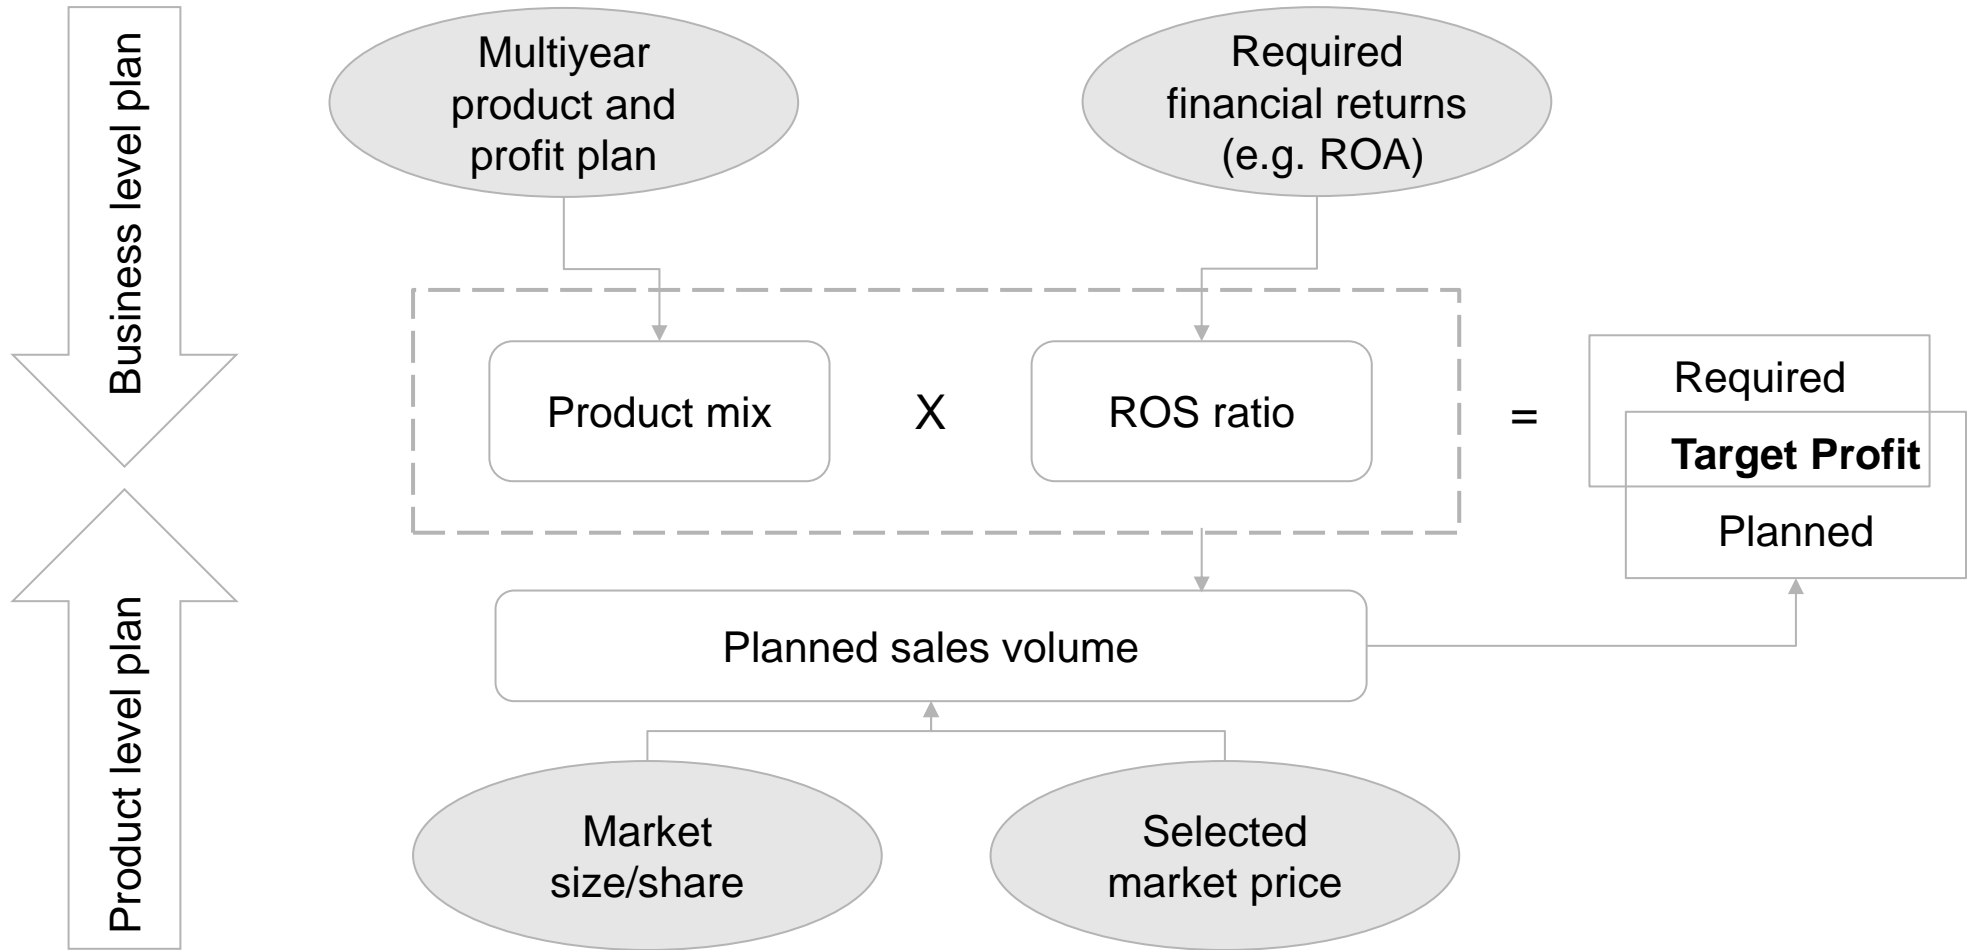 Business level plan
Multiyear
product and
profit plan
Required
financial returns
(e.g. ROA)
Product mix
X
ROS ratio
=
Required
Target Profit
Planned
Product level plan
Planned sales volume
Market
size/share
Selected
market price